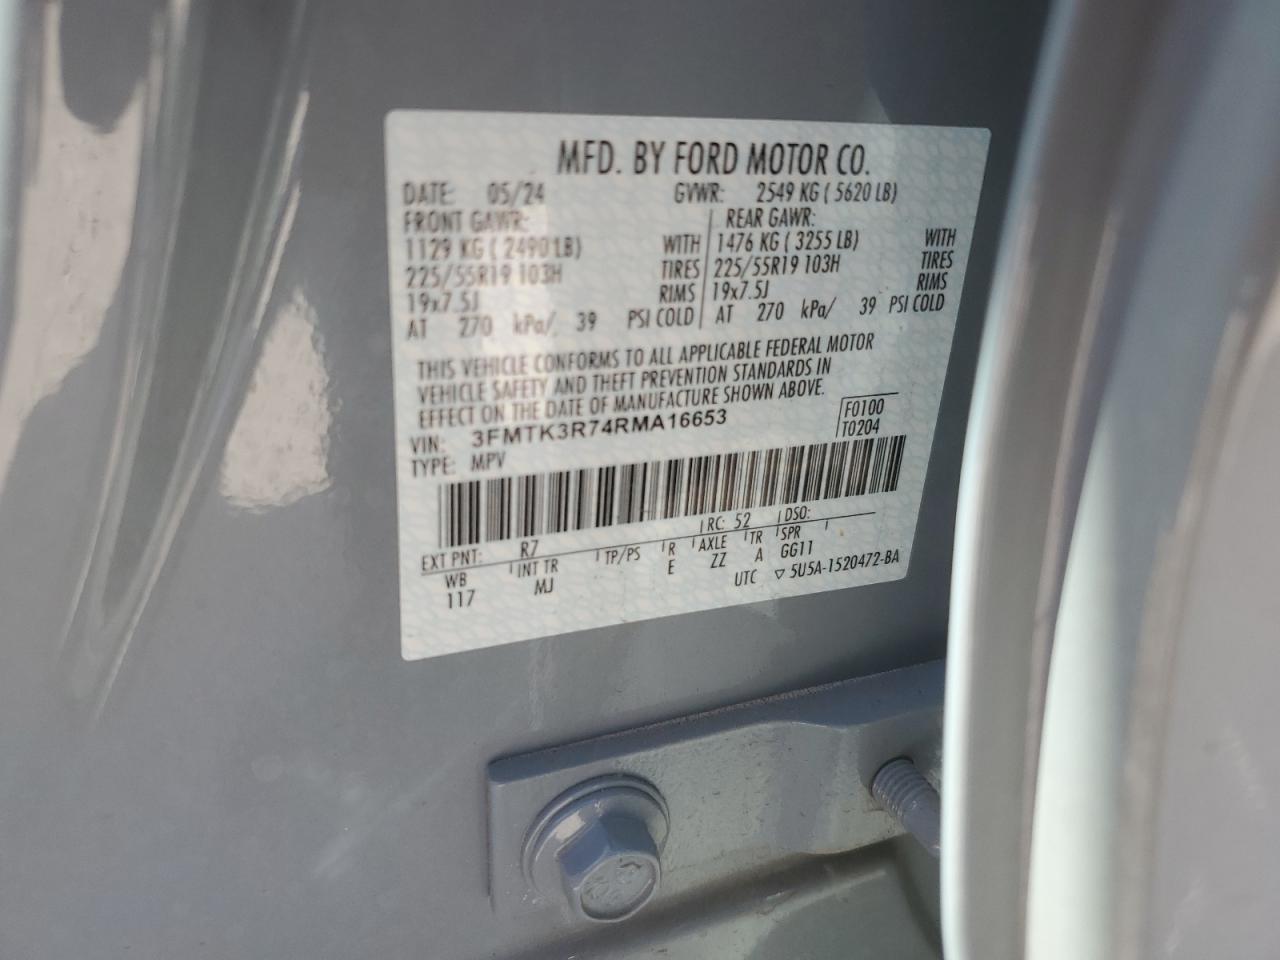 MFD. BY FORD MOTOR CO.
DATE: 05/24 GVWR: 2549 KG ( 5620 LB)
FRONT GAWR: REAR GAWR:
1129 KG ( 2490 LB) WITH 1476 KG ( 3255 LB) WITH
225/55R19 103H TIRES 225/55R19 103H TIRES
19x7.5J RIMS 19x7.5J RIMS
AT 270 kPa/ 39 PSI COLD AT 270 kPa/ 39 PSI COLD
THIS VEHICLE CONFORMS TO ALL APPLICABLE FEDERAL MOTOR
VEHICLE SAFETY AND THEFT PREVENTION STANDARDS IN
EFFECT ON THE DATE OF MANUFACTURE SHOWN ABOVE.
VIN: 3FMTK3R74RMA16653 F0100
TYPE: MPV T0204
EXT PNT: R7 RC: 52 DSO:
WB INT TR TP/PS R AXLE TR SPR
117 MJ E ZZ A GG11
UTC ▽ 5U5A-1520472-BA